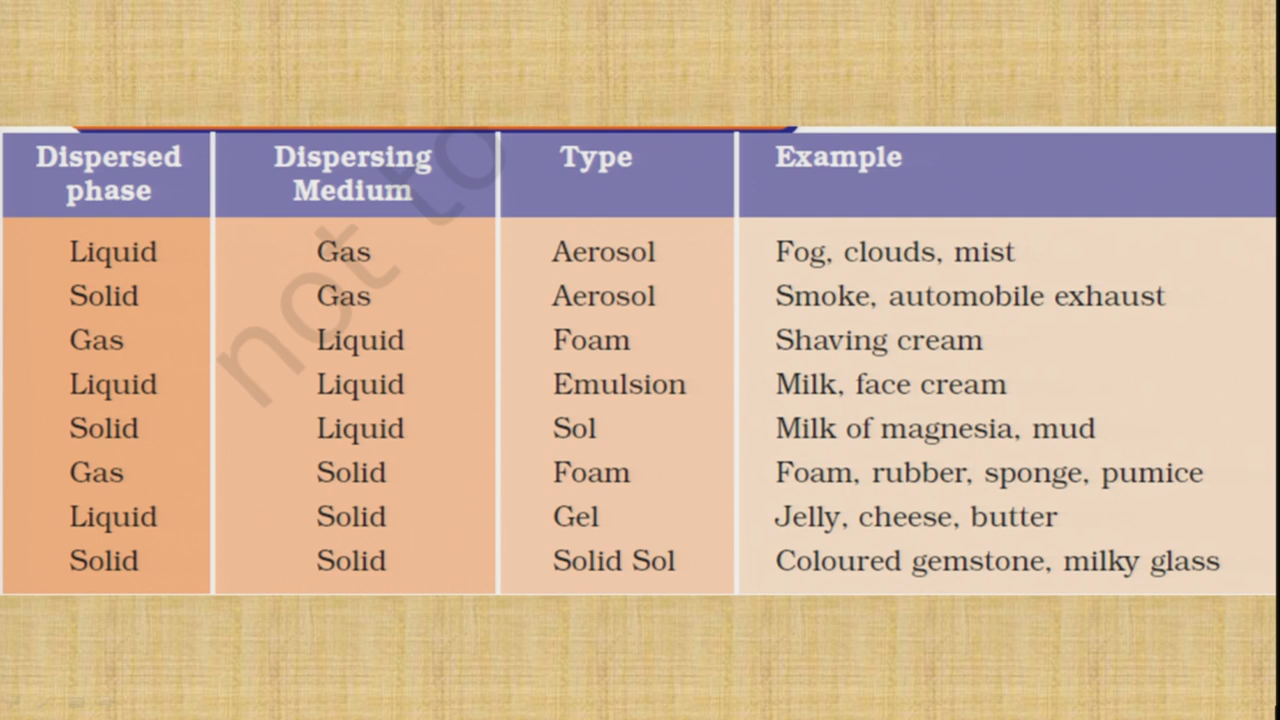 Dispersed phase Dispersing Medium Type Example
Liquid Gas Aerosol Fog, clouds, mist
Solid Gas Aerosol Smoke, automobile exhaust
Gas Liquid Foam Shaving cream
Liquid Liquid Emulsion Milk, face cream
Solid Liquid Sol Milk of magnesia, mud
Gas Solid Foam Foam, rubber, sponge, pumice
Liquid Solid Gel Jelly, cheese, butter
Solid Solid Solid Sol Coloured gemstone, milky glass
not to